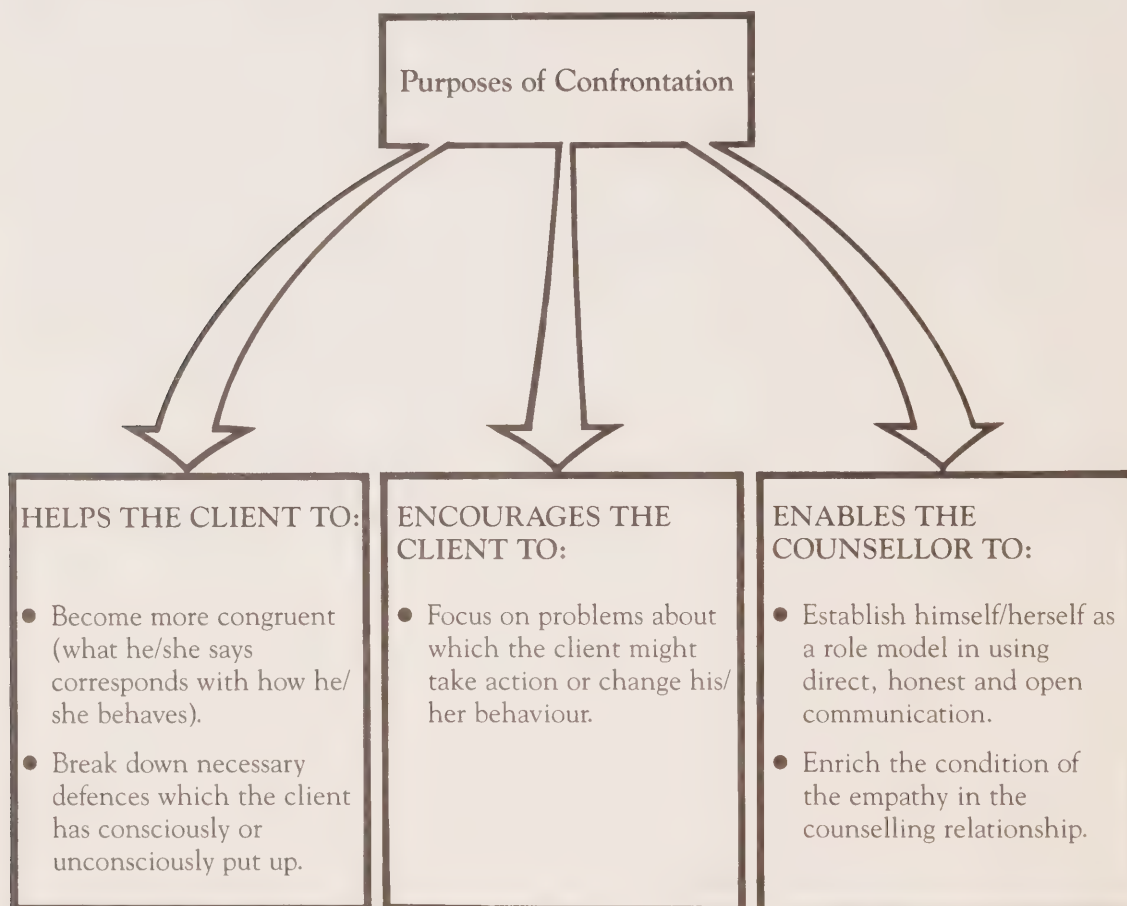 Purposes of Confrontation
HELPS THE CLIENT TO:
● Become more congruent
(what he/she says
corresponds with how he/
she behaves).
● Break down necessary
defences which the client
has consciously or
unconsciously put up.
ENCOURAGES THE
CLIENT TO:
● Focus on problems about
which the client might
take action or change his/
her behaviour.
ENABLES THE
COUNSELLOR TO:
● Establish himself/herself as
a role model in using
direct, honest and open
communication.
● Enrich the condition of
the empathy in the
counselling relationship.